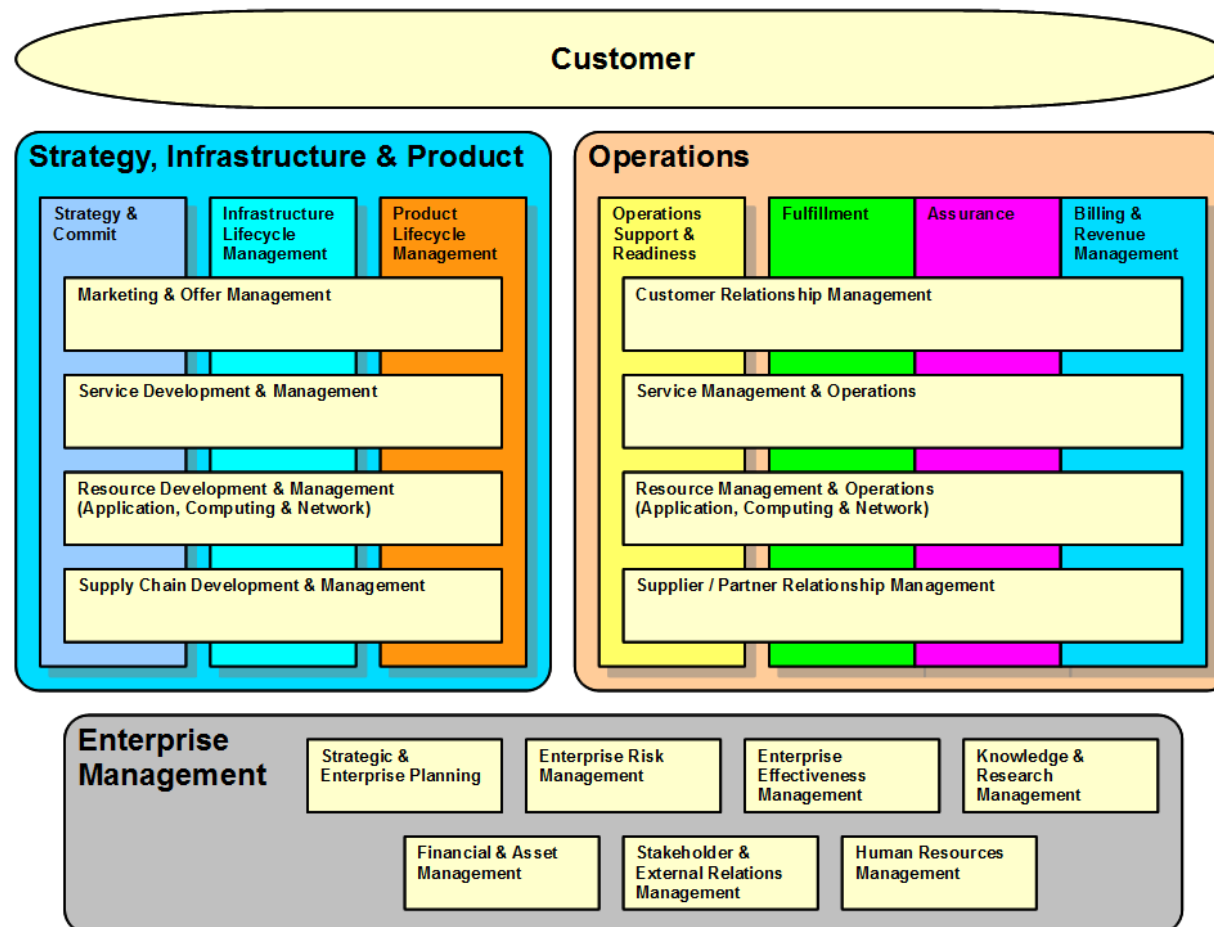 Customer
Strategy, Infrastructure & Product
Strategy &
Commit
Infrastructure
Lifecycle
Management
Product
Lifecycle
Management
Marketing & Offer Management
Service Development & Management
Resource Development & Management
(Application, Computing & Network)
Supply Chain Development & Management
Operations
Operations
Support &
Readiness
Fulfillment
Assurance
Billing &
Revenue
Management
Customer Relationship Management
Service Management & Operations
Resource Management & Operations
(Application, Computing & Network)
Supplier / Partner Relationship Management
Enterprise
Management
Strategic &
Enterprise Planning
Enterprise Risk
Management
Enterprise
Effectiveness
Management
Knowledge &
Research
Management
Financial & Asset
Management
Stakeholder &
External Relations
Management
Human Resources
Management